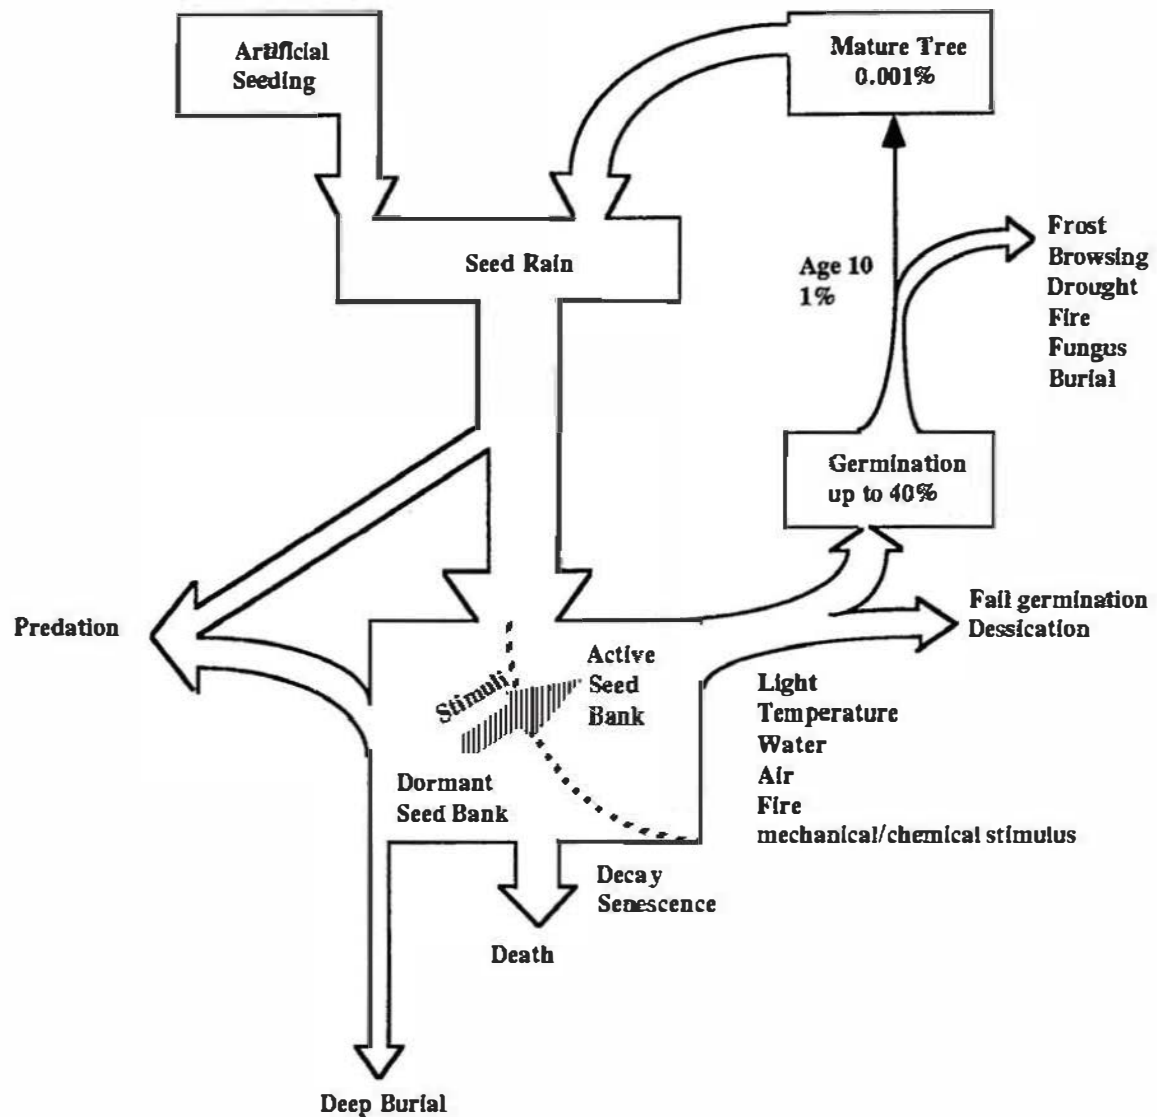 Artificial
Seeding
Mature Tree
0.001%
Seed Rain
Age 10
1%
Frost
Browsing
Drought
Fire
Fungus
Burial
Germination
up to 40%
Predation
Fail germination
Dessication
Stimuli
Active
Seed
Bank
Light
Temperature
Water
Air
Fire
mechanical/chemical stimulus
Dormant
Seed Bank
Decay
Senescence
Death
Deep Burial